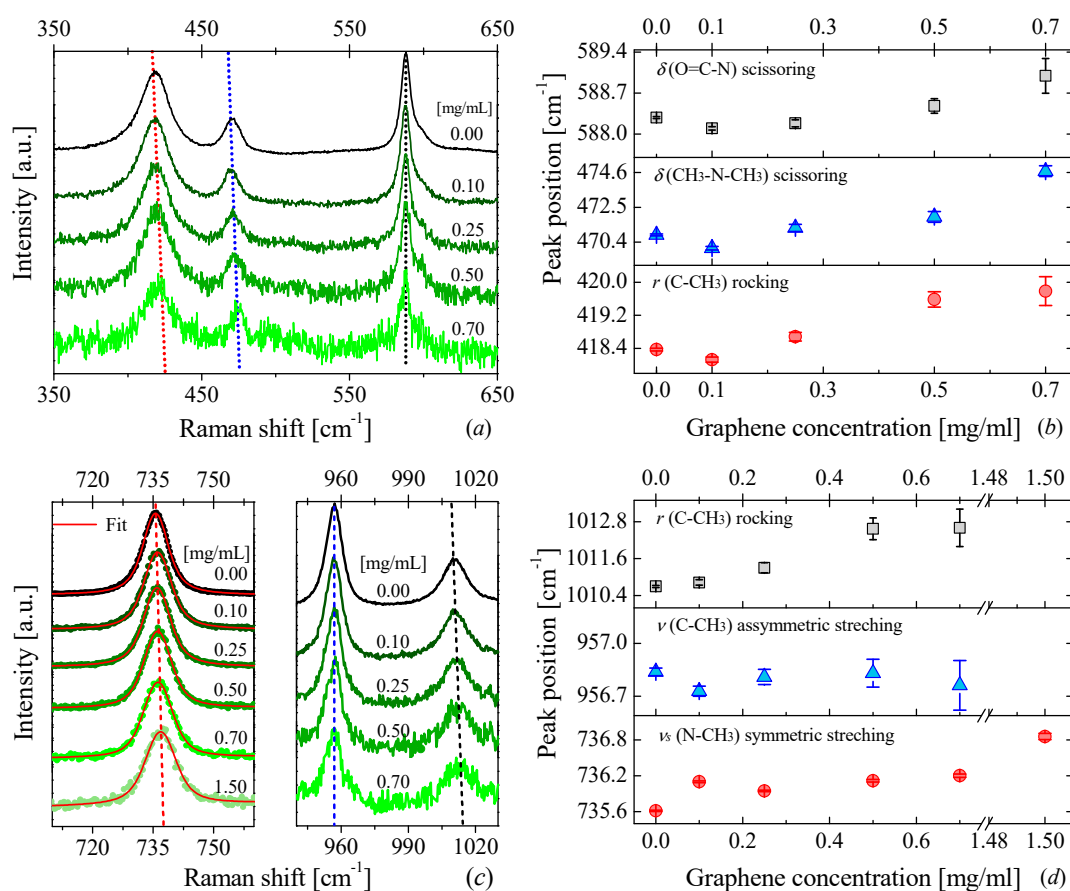 350 450 550 650
[mg/mL]
0.00
0.10
0.25
0.50
0.70
Intensity [a.u.]
350 450 550 650
Raman shift [cm-1] (a)
0.0 0.1 0.3 0.5 0.7
589.4
588.7
588.0
δ (O=C-N) scissoring
474.6
472.5
470.4
δ(CH3-N-CH3) scissoring
420.0
419.2
418.4
r (C-CH3) rocking
Peak position [cm-1]
0.0 0.1 0.3 0.5 0.7
Graphene concentration [mg/ml] (b)
720 735 750
Fit
[mg/mL]
0.00
0.10
0.25
0.50
0.70
1.50
Intensity [a.u.]
720 735 750
960 990 1020
[mg/mL]
0.00
0.10
0.25
0.50
0.70
960 990 1020
Raman shift [cm-1] (c)
0.0 0.2 0.4 0.6 1.48 1.50
1012.8
1011.6
1010.4
r (C-CH3) rocking
957.0
956.7
ν (C-CH3) assymmetric streching
736.8
736.2
735.6
νs (N-CH3) symmetric streching
Peak position [cm-1]
0.0 0.2 0.4 0.6 1.48 1.50
Graphene concentration [mg/ml] (d)